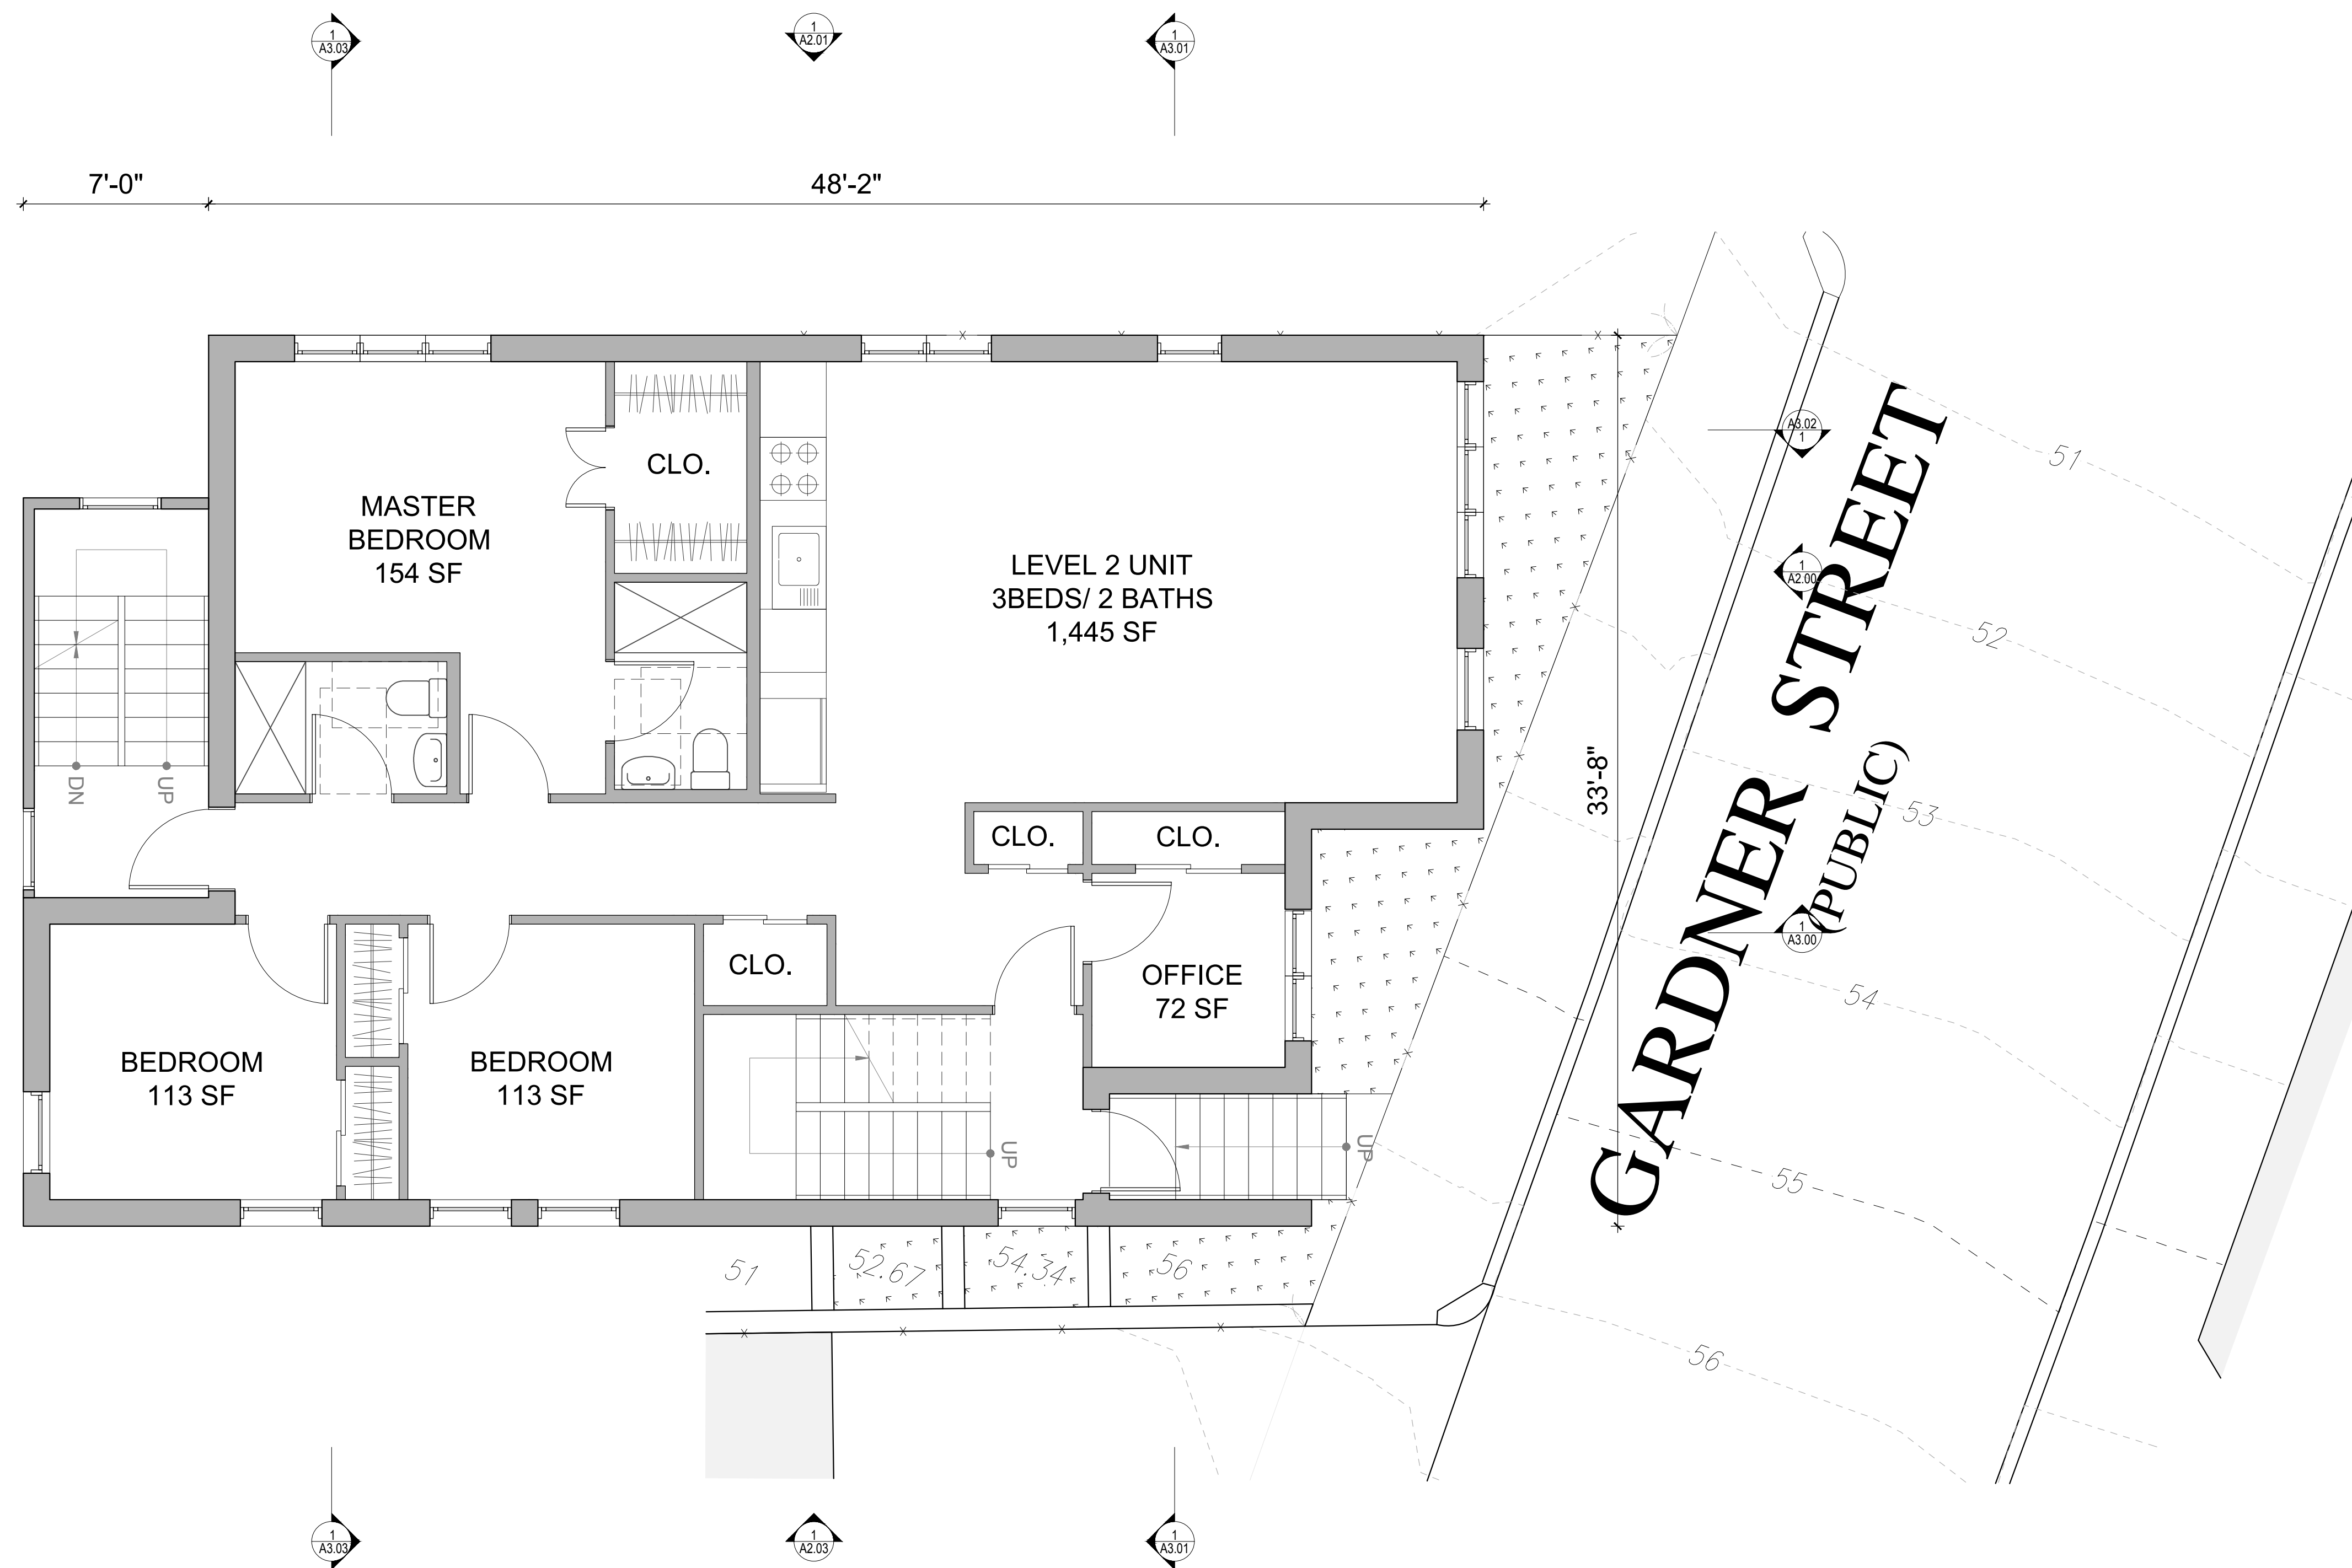 1
A3.03
1
A2.01
1
A3.01
7'-0"
48'-2"
A3.02
1
51
CLO.
MASTER
BEDROOM
154 SF
LEVEL 2 UNIT
3BEDS/ 2 BATHS
1,445 SF
1
A2.00
52
GARDNER STREET
(PUBLIC)
33'-8"
DN
UP
53
CLO.
CLO.
1
A3.00
CLO.
OFFICE
72 SF
54
BEDROOM
113 SF
BEDROOM
113 SF
UP
UP
55
51
52.67
54.34
56
56
1
A3.03
1
A2.03
1
A3.01